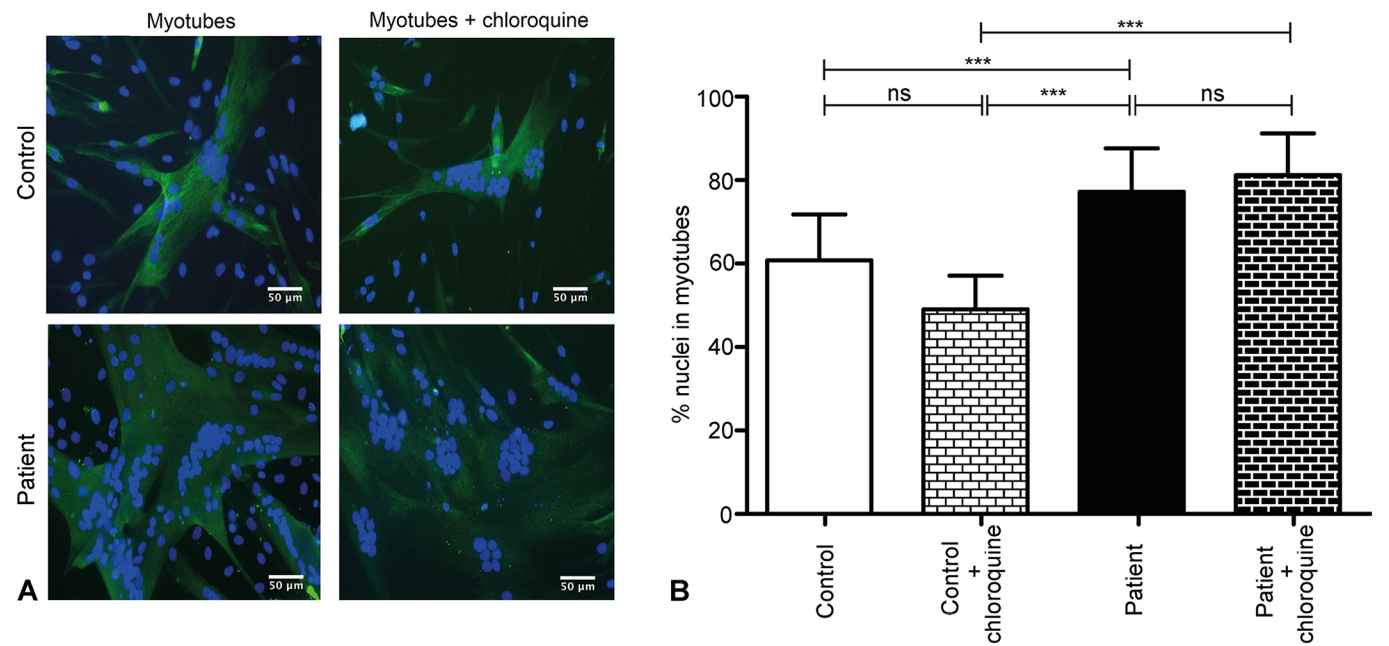 Myotubes
Myotubes + chloroquine
Control
50 µm
50 µm
Patient
50 µm
50 µm
A
***
***
ns
***
ns
% nuclei in myotubes
100
80
60
40
20
0
Control
Control
+
chloroquine
Patient
Patient
+
chloroquine
B